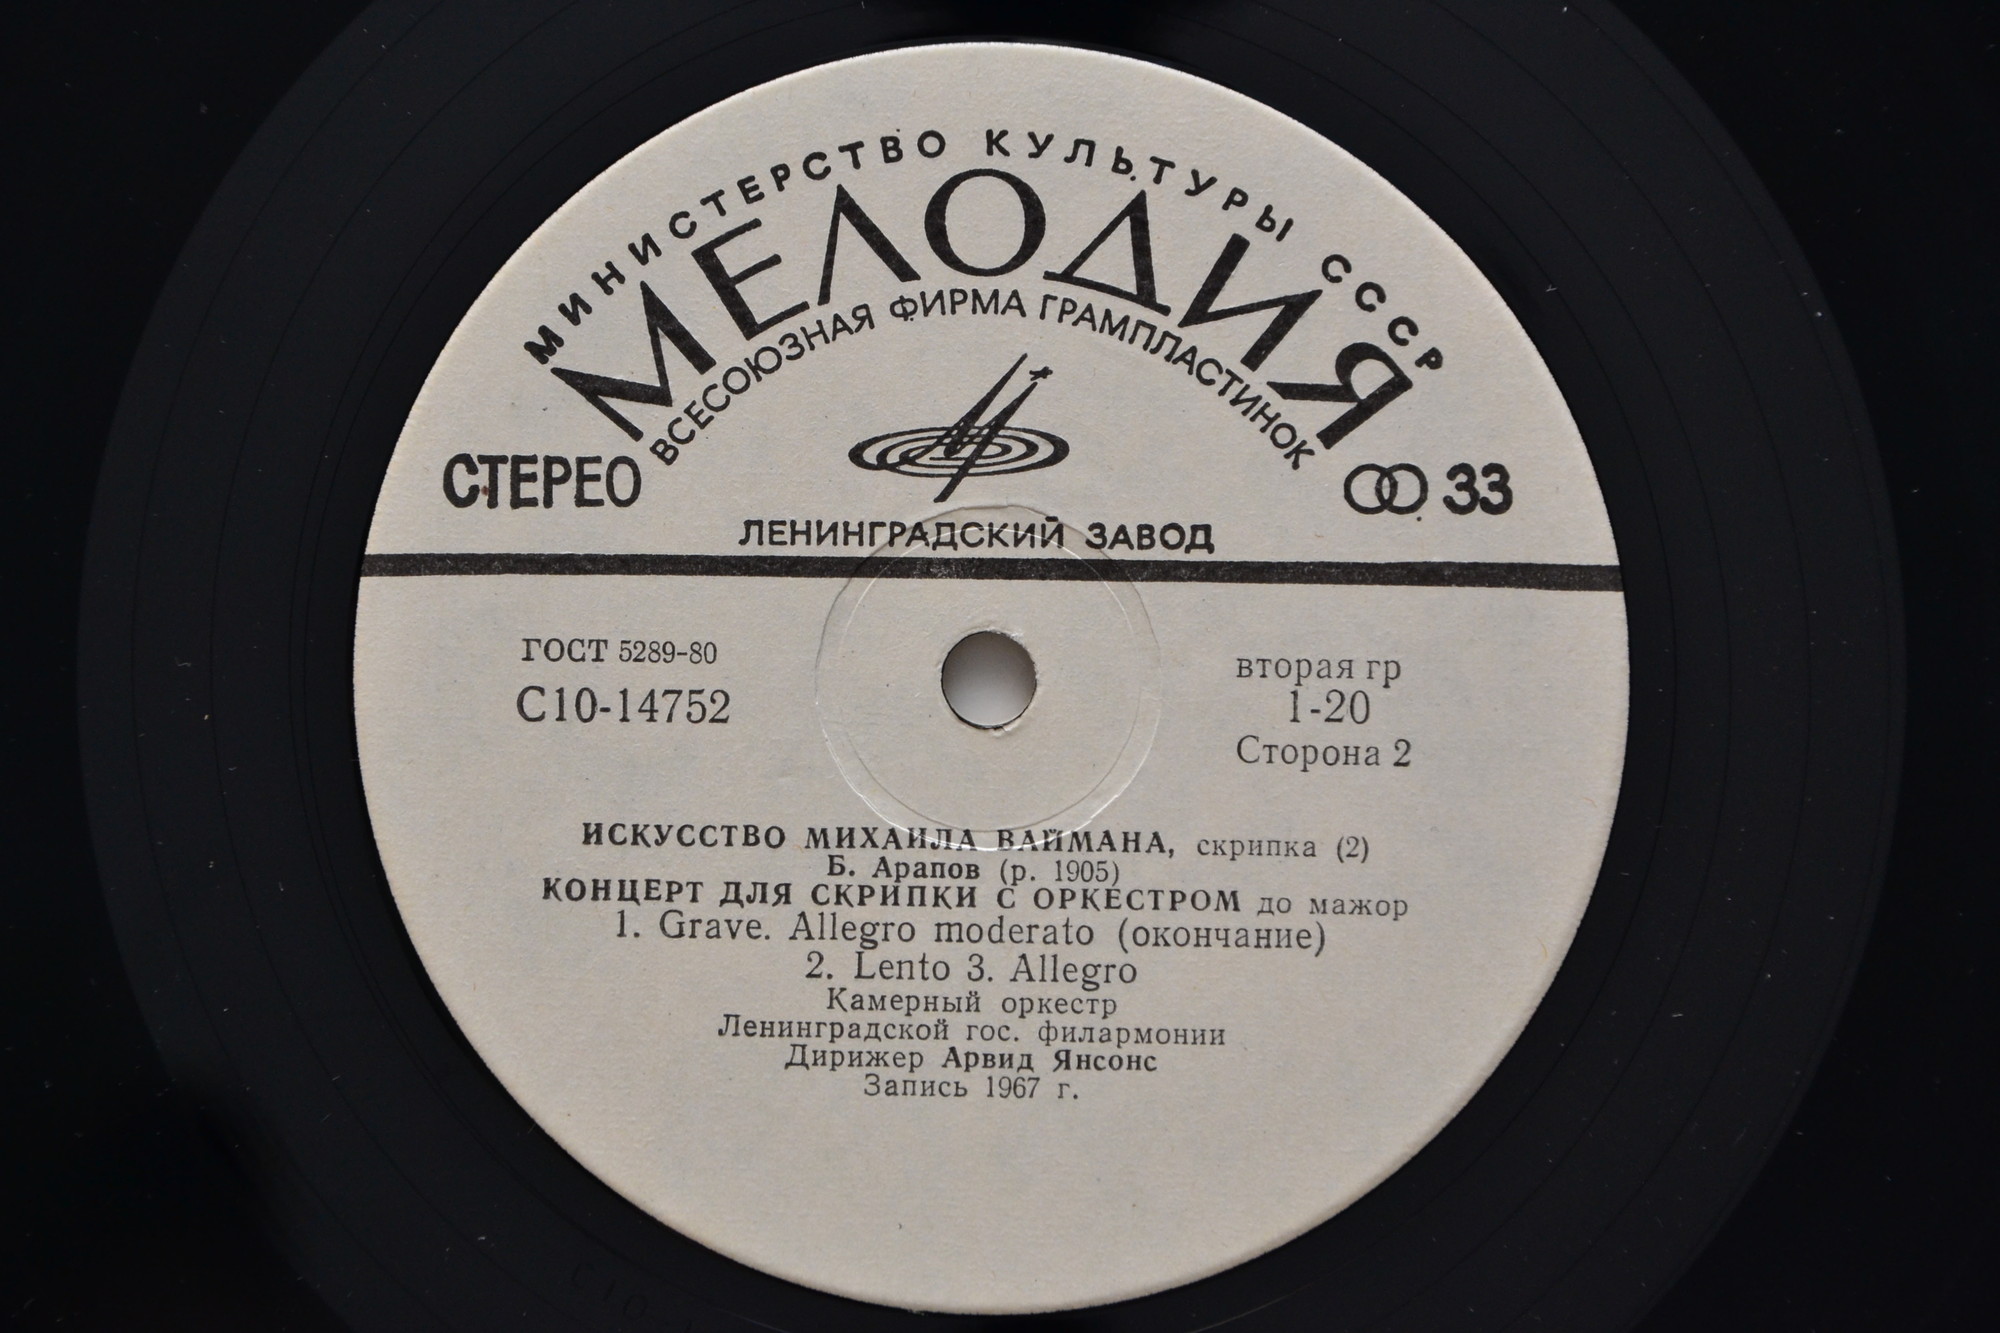 МИНИСТЕРСТВО КУЛЬТУРЫ СССР
МЕЛОДИЯ
ВСЕСОЮЗНАЯ ФИРМА ГРАМПЛАСТИНОК
СТЕРЕО
33
ЛЕНИНГРАДСКИЙ ЗАВОД
ГОСТ 5289-80
С10-14752
вторая гр
1-20
Сторона 2
ИСКУССТВО МИХАИЛА ВАЙМАНА, скрипка (2)
Б. Арапов (р. 1905)
КОНЦЕРТ ДЛЯ СКРИПКИ С ОРКЕСТРОМ до мажор
1. Grave. Allegro moderato (окончание)
2. Lento 3. Allegro
Камерный оркестр
Ленинградской гос. филармонии
Дирижер Арвид Янсонс
Запись 1967 г.